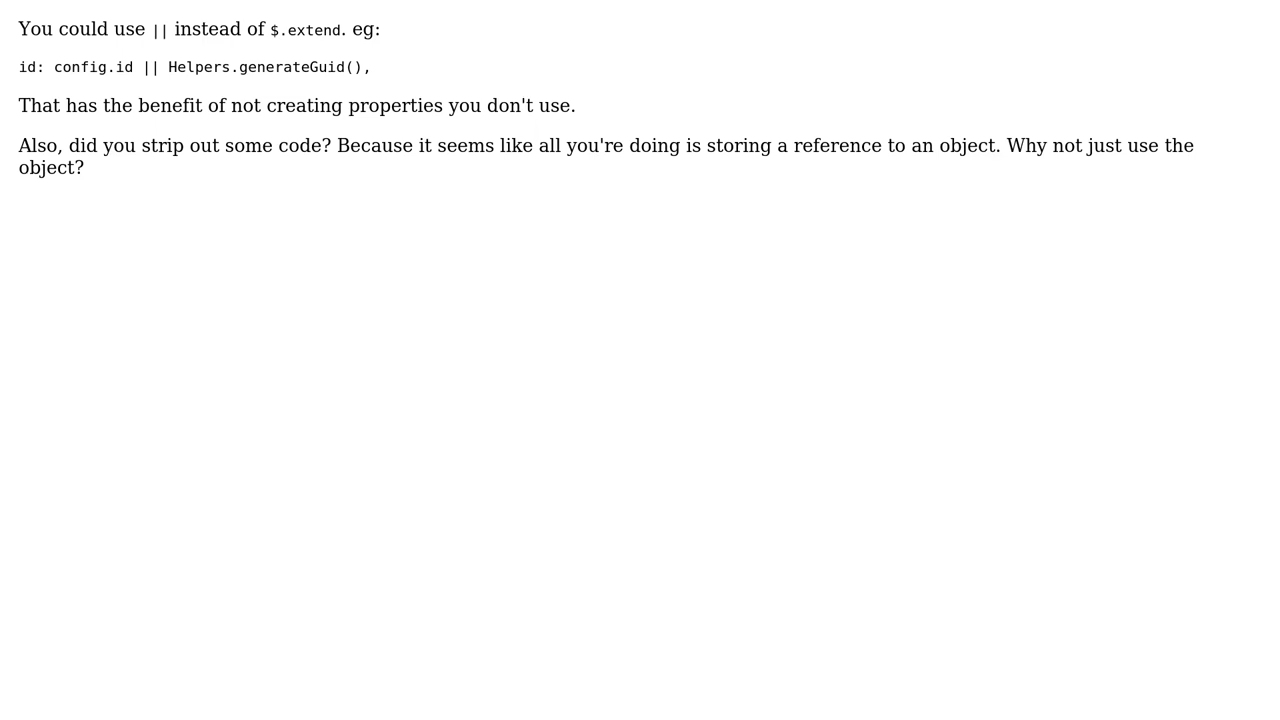 You could use || instead of $.extend. eg:
id: config.id || Helpers.generateGuid(),
That has the benefit of not creating properties you don't use.
Also, did you strip out some code? Because it seems like all you're doing is storing a reference to an object. Why not just use the
object?